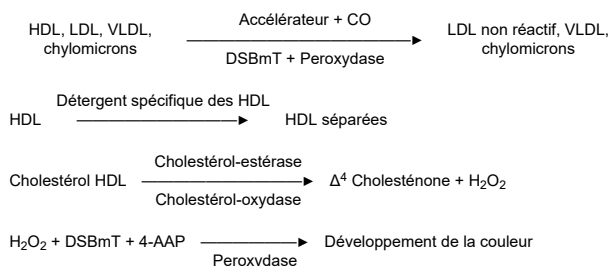 Accélérateur + CO
HDL, LDL, VLDL, LDL non réactif, VLDL,
chylomicrons chylomicrons
DSBmT + Peroxydase
Détergent spécifique des HDL
HDL HDL séparées
Cholestérol-estérase
Cholestérol HDL Δ⁴ Cholesténone + H₂O₂
Cholestérol-oxydase
H₂O₂ + DSBmT + 4-AAP Développement de la couleur
Peroxydase